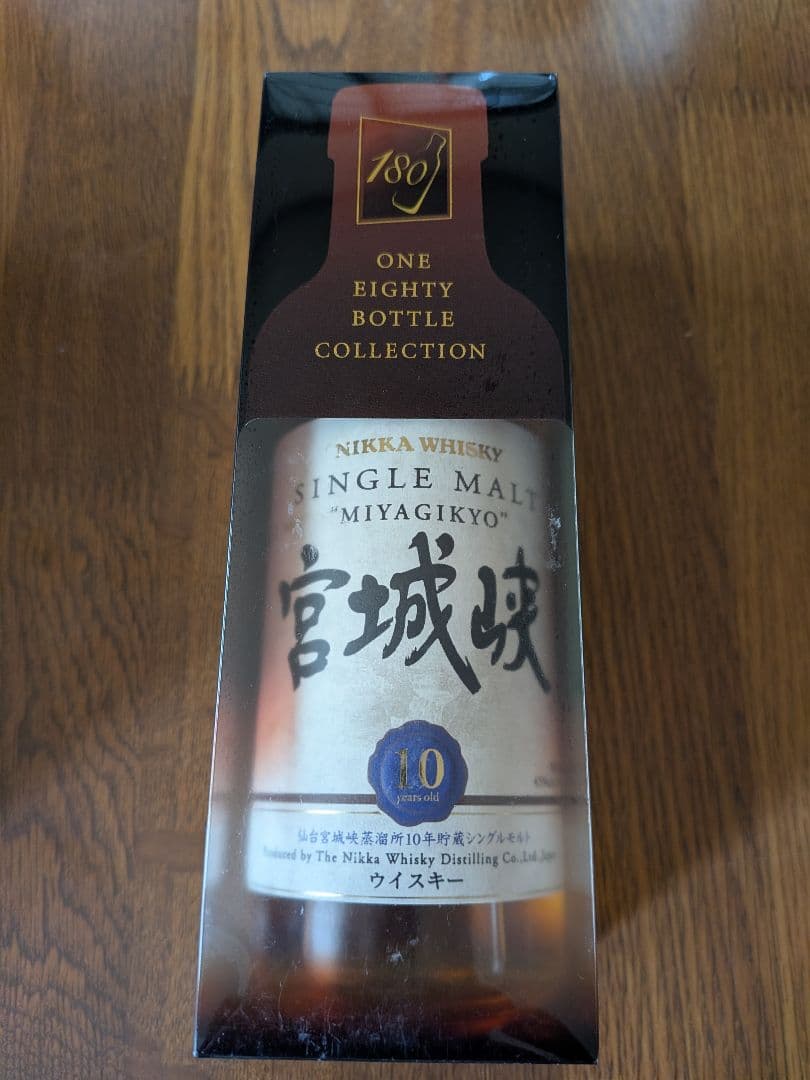 180
ONE
EIGHTY
BOTTLE
COLLECTION
NIKKA WHISKY
SINGLE MALT
"MIYAGIKYO"
宮城峡
10
years old
仙台宮城峡蒸溜所10年貯蔵シングルモルト
Produced by The Nikka Whisky Distilling Co.,Ltd.,Japan
ウイスキー